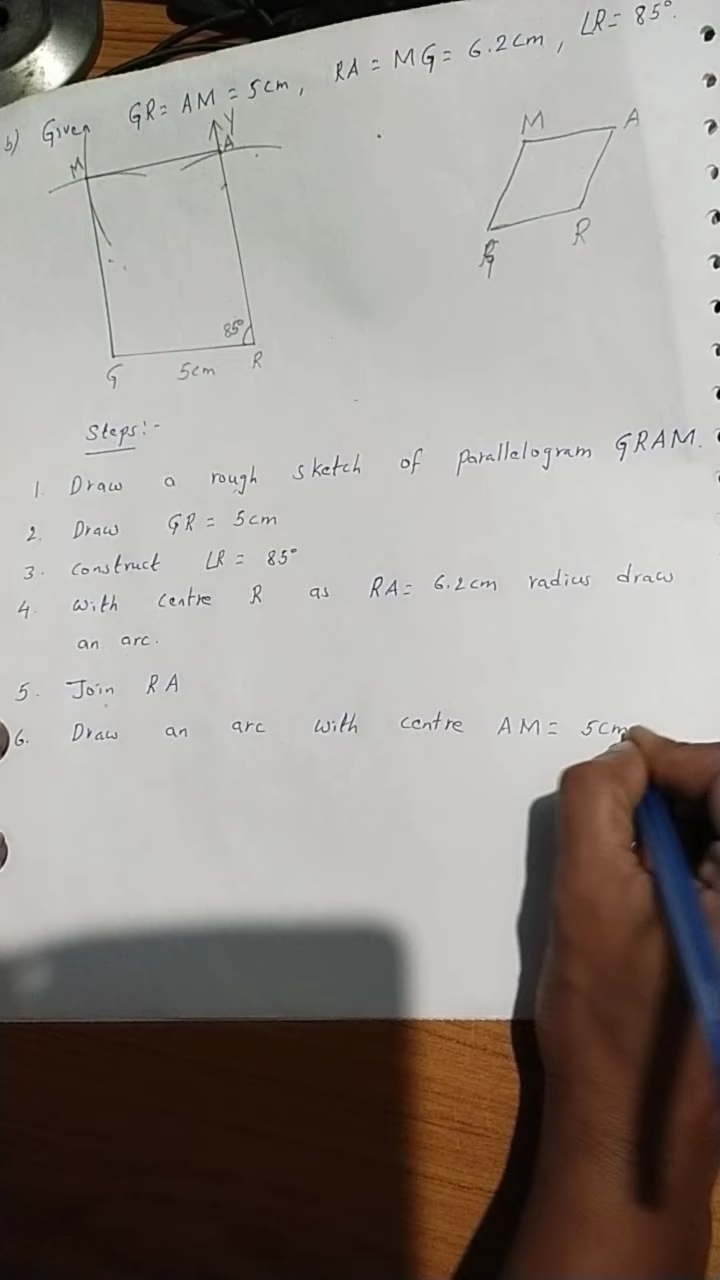 b) Given GR = AM = 5cm, RA = MG = 6.2cm, LR = 85°.
M
A
Y
M
A
G
R
85°
G
5cm
R
Steps:-
1. Draw a rough sketch of parallelogram GRAM.
2. Draw GR = 5cm
3. Construct LR = 85°
4. With centre R as RA = 6.2cm radius draw
an arc.
5. Join RA
6. Draw an arc with centre AM = 5cm